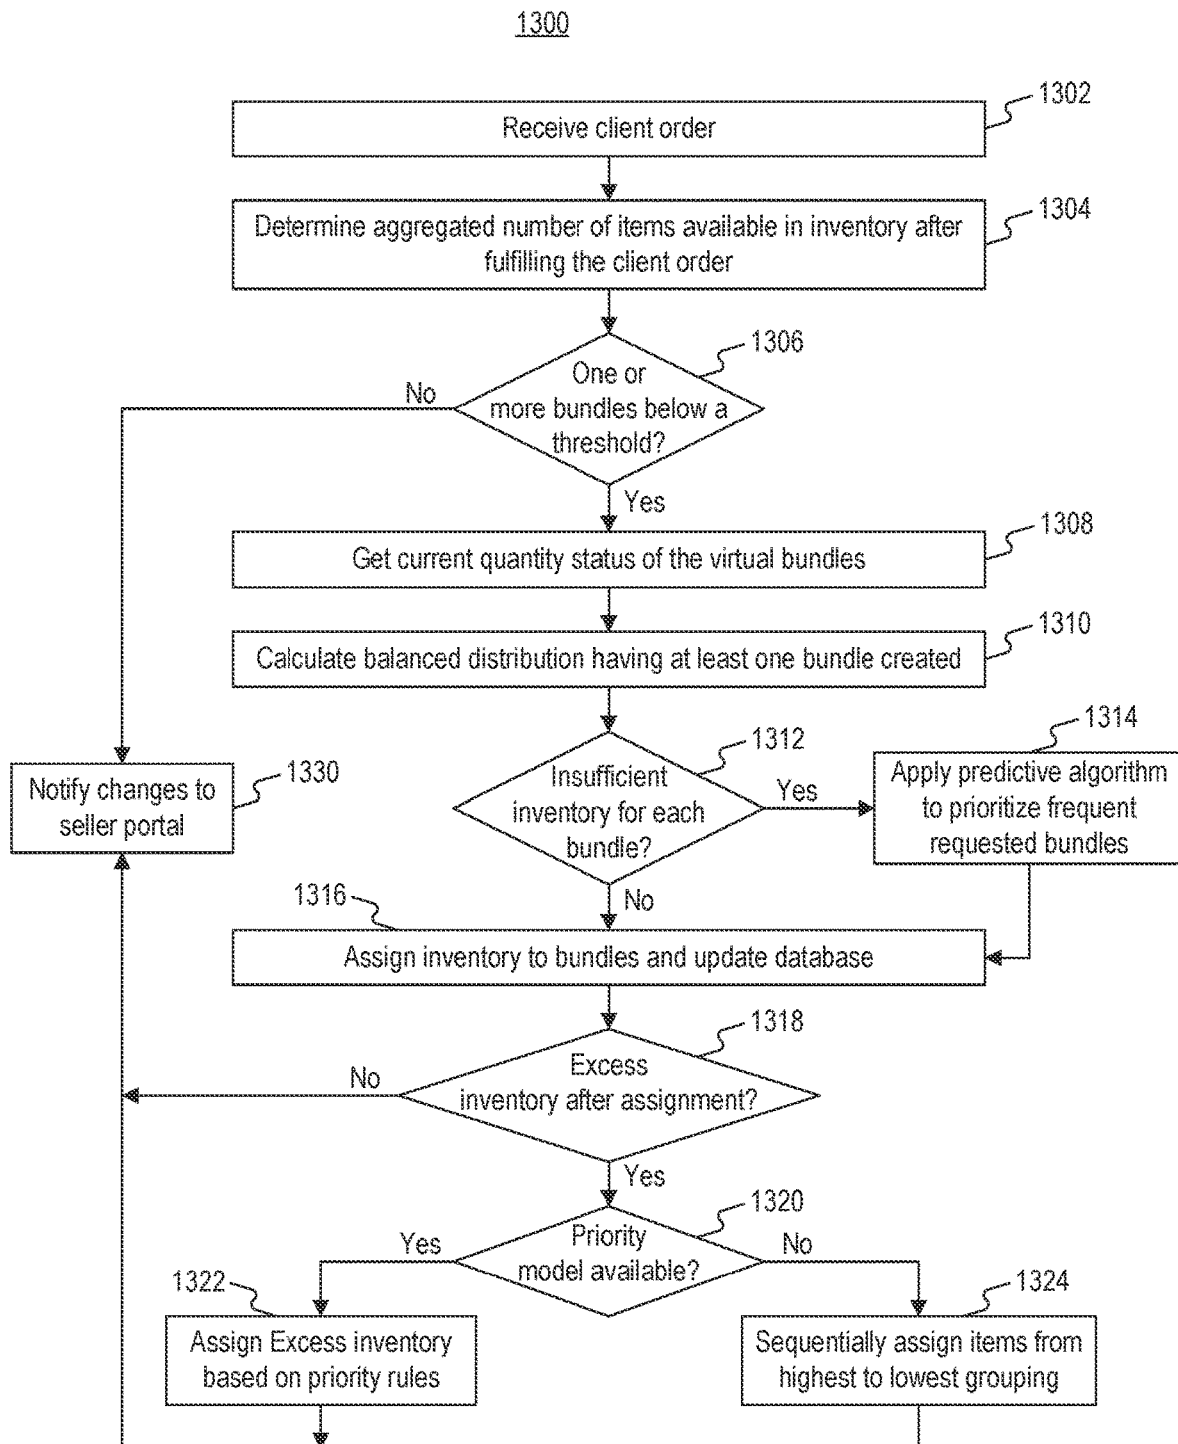 1300
1302
Receive client order
1304
Determine aggregated number of items available in inventory after
fulfilling the client order
1306
One or
more bundles below a
threshold?
No
Yes
1308
Get current quantity status of the virtual bundles
1310
Calculate balanced distribution having at least one bundle created
1312
Insufficient
inventory for each
bundle?
Yes
1314
Apply predictive algorithm
to prioritize frequent
requested bundles
1330
Notify changes to
seller portal
No
1316
Assign inventory to bundles and update database
1318
Excess
inventory after assignment?
No
Yes
1320
Priority
model available?
Yes
No
1322
Assign Excess inventory
based on priority rules
1324
Sequentially assign items from
highest to lowest grouping